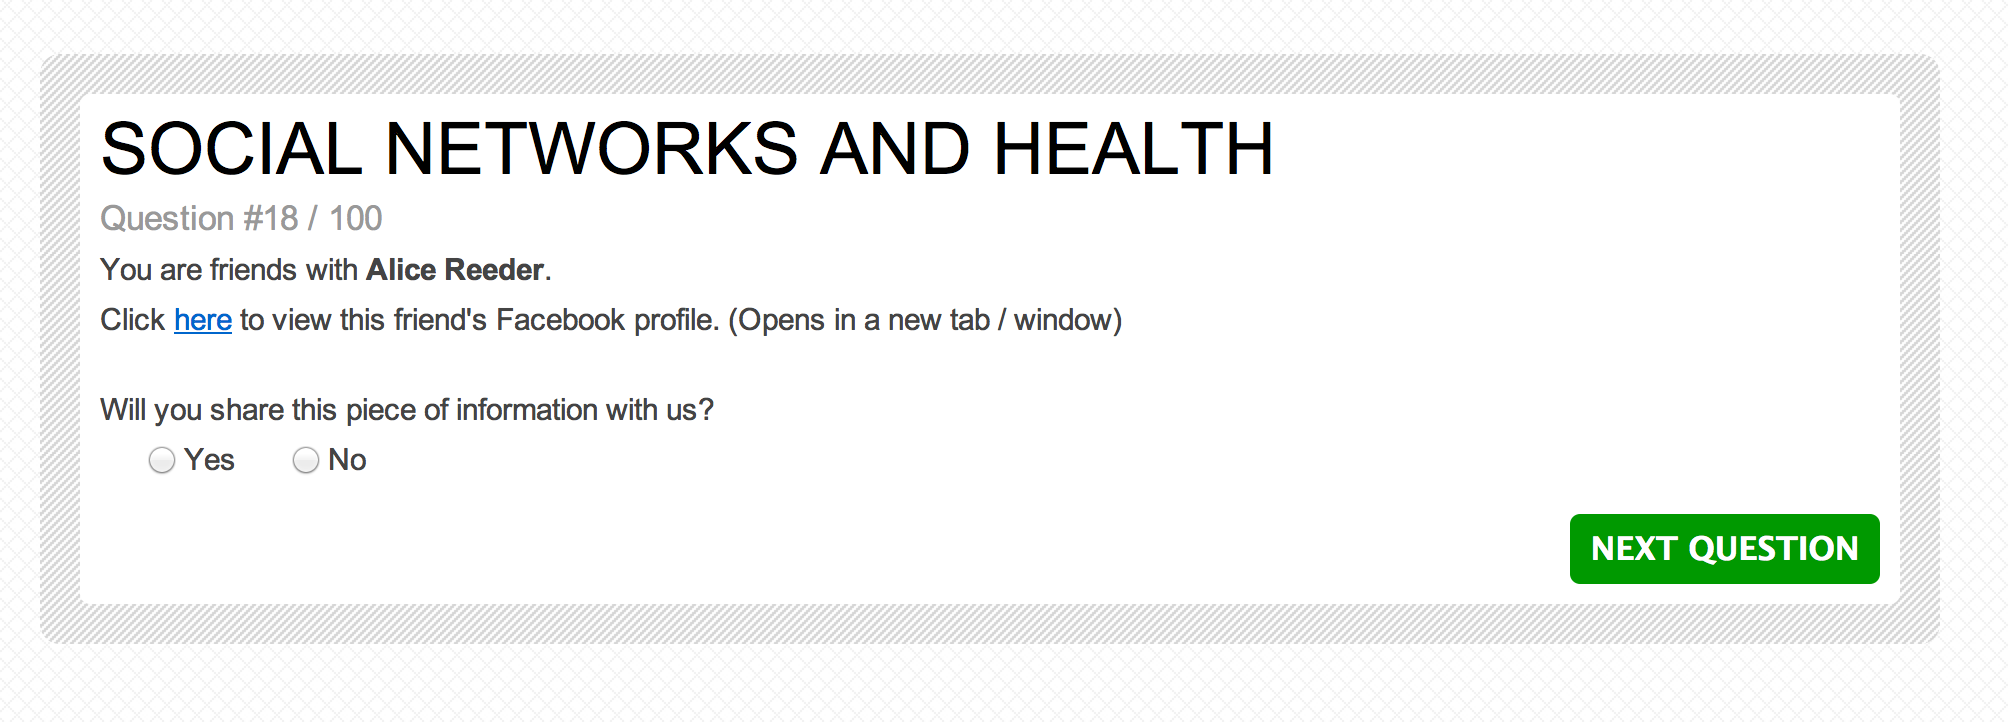 SOCIAL NETWORKS AND HEALTH
Question #18 / 100
You are friends with Alice Reeder.
Click here to view this friend's Facebook profile. (Opens in a new tab / window)
Will you share this piece of information with us?
Yes No
NEXT QUESTION